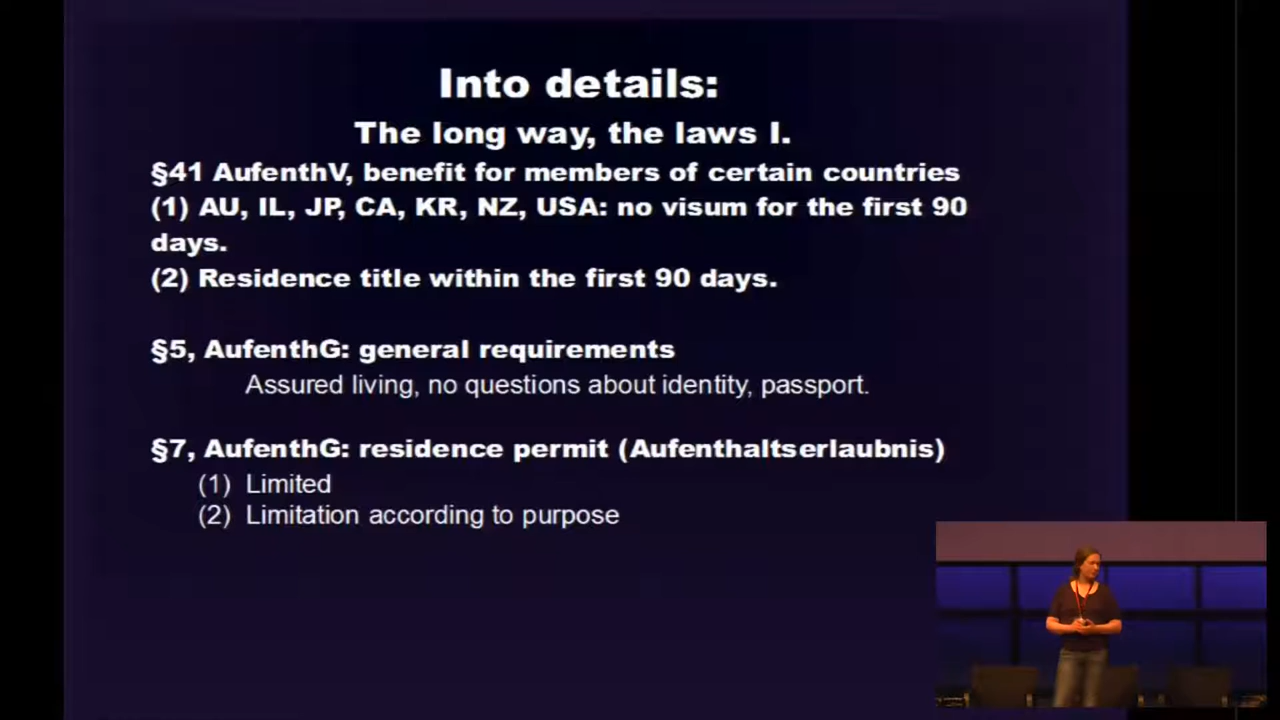 Into details:
The long way, the laws I.
§41 AufenthV, benefit for members of certain countries
(1) AU, IL, JP, CA, KR, NZ, USA: no visum for the first 90
days.
(2) Residence title within the first 90 days.
§5, AufenthG: general requirements
Assured living, no questions about identity, passport.
§7, AufenthG: residence permit (Aufenthaltserlaubnis)
(1) Limited
(2) Limitation according to purpose